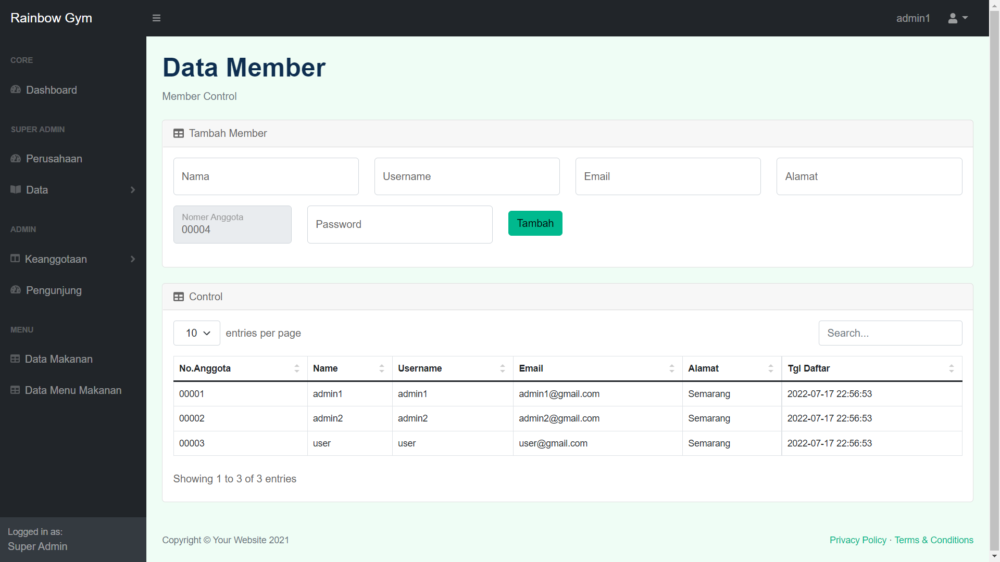 Rainbow Gym
admin1
CORE
Dashboard
SUPER ADMIN
Perusahaan
Data
ADMIN
Keanggotaan
Pengunjung
MENU
Data Makanan
Data Menu Makanan
Logged in as:
Super Admin
Data Member
Member Control
Tambah Member
Nama Username Email Alamat
Nomer Anggota
00004
Password
Tambah
Control
10 entries per page
Search...
No.Anggota Name Username Email Alamat Tgl Daftar
00001 admin1 admin1 admin1@gmail.com Semarang 2022-07-17 22:56:53
00002 admin2 admin2 admin2@gmail.com Semarang 2022-07-17 22:56:53
00003 user user user@gmail.com Semarang 2022-07-17 22:56:53
Showing 1 to 3 of 3 entries
Copyright © Your Website 2021
Privacy Policy · Terms & Conditions